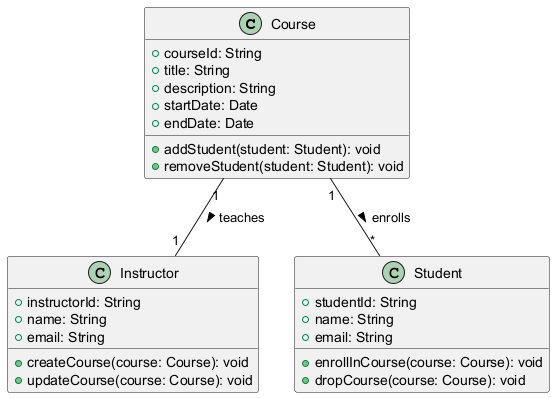 C Course
courseId: String
title: String
description: String
startDate: Date
endDate: Date
addStudent(student: Student): void
removeStudent(student: Student): void
1
1
teaches
enrolls
1
*
C Instructor
instructorId: String
name: String
email: String
createCourse(course: Course): void
updateCourse(course: Course): void
C Student
studentId: String
name: String
email: String
enrollInCourse(course: Course): void
dropCourse(course: Course): void